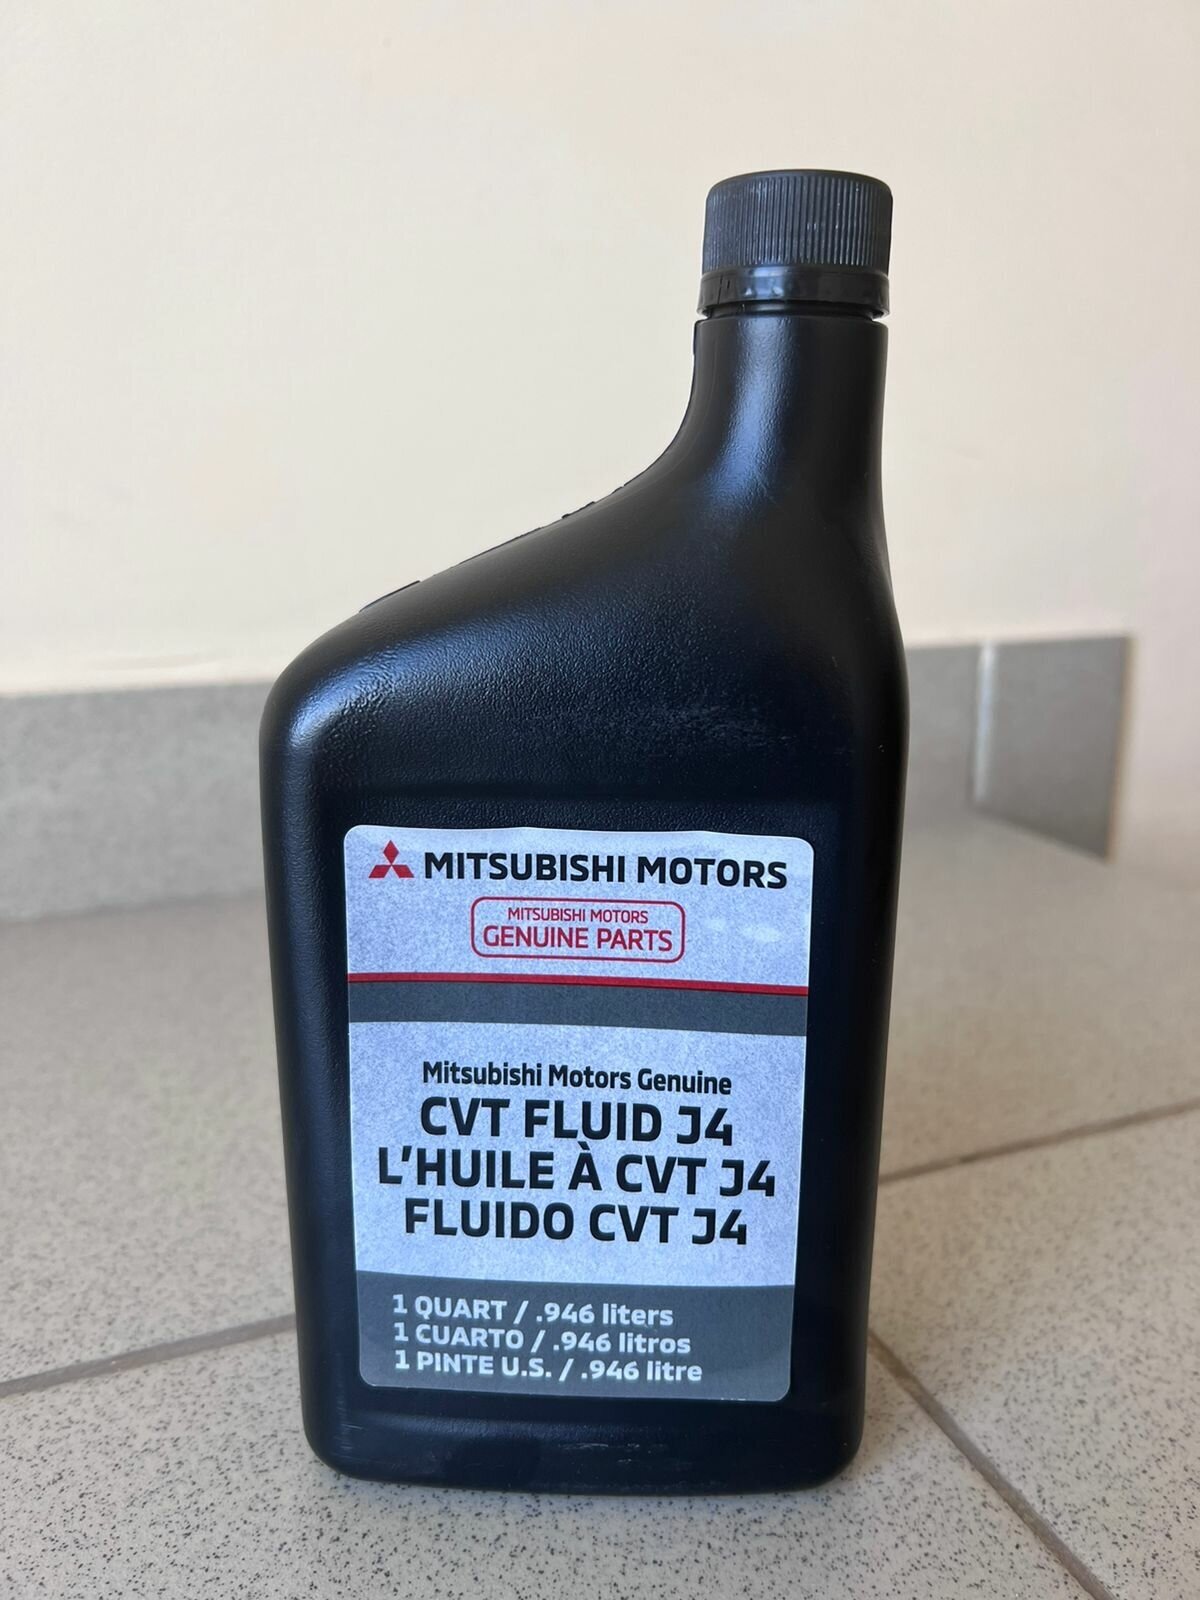 MITSUBISHI MOTORS
MITSUBISHI MOTORS
GENUINE PARTS
Mitsubishi Motors Genuine
CVT FLUID J4
L'HUILE À CVT J4
FLUIDO CVT J4
1 QUART / .946 liters
1 CUARTO / .946 litros
1 PINTE U.S. / .946 litre